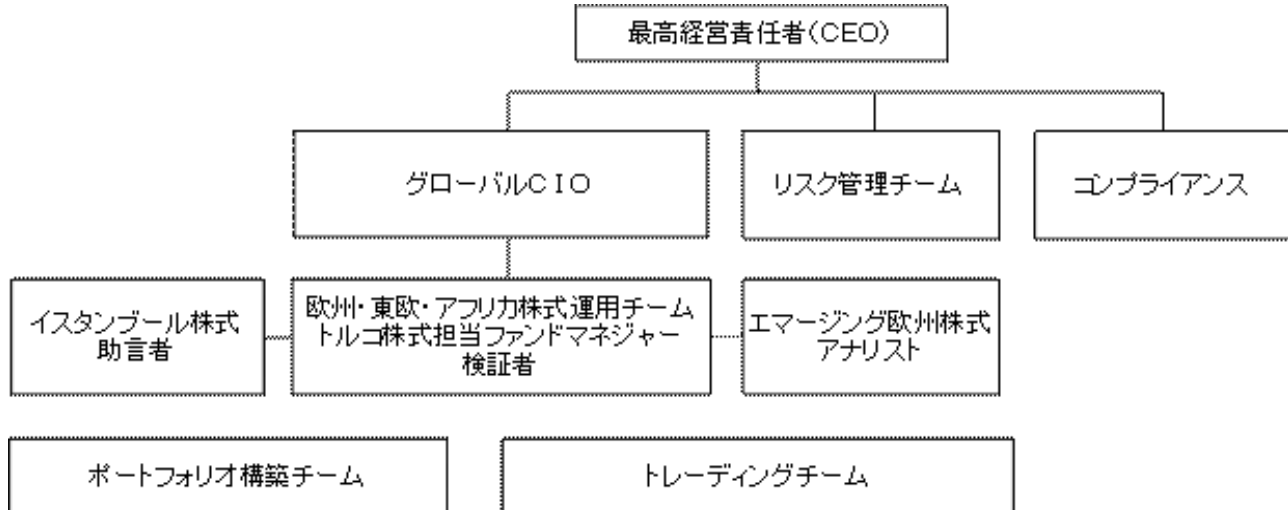 最高経営責任者(CEO)
グローバルCIO
リスク管理チーム
コンプライアンス
イスタンブール株式
助言者
欧州・東欧・アフリカ株式運用チーム
トルコ株式担当ファンドマネジャー
検証者
エマージング欧州株式
アナリスト
ポートフォリオ構築チーム
トレーディングチーム